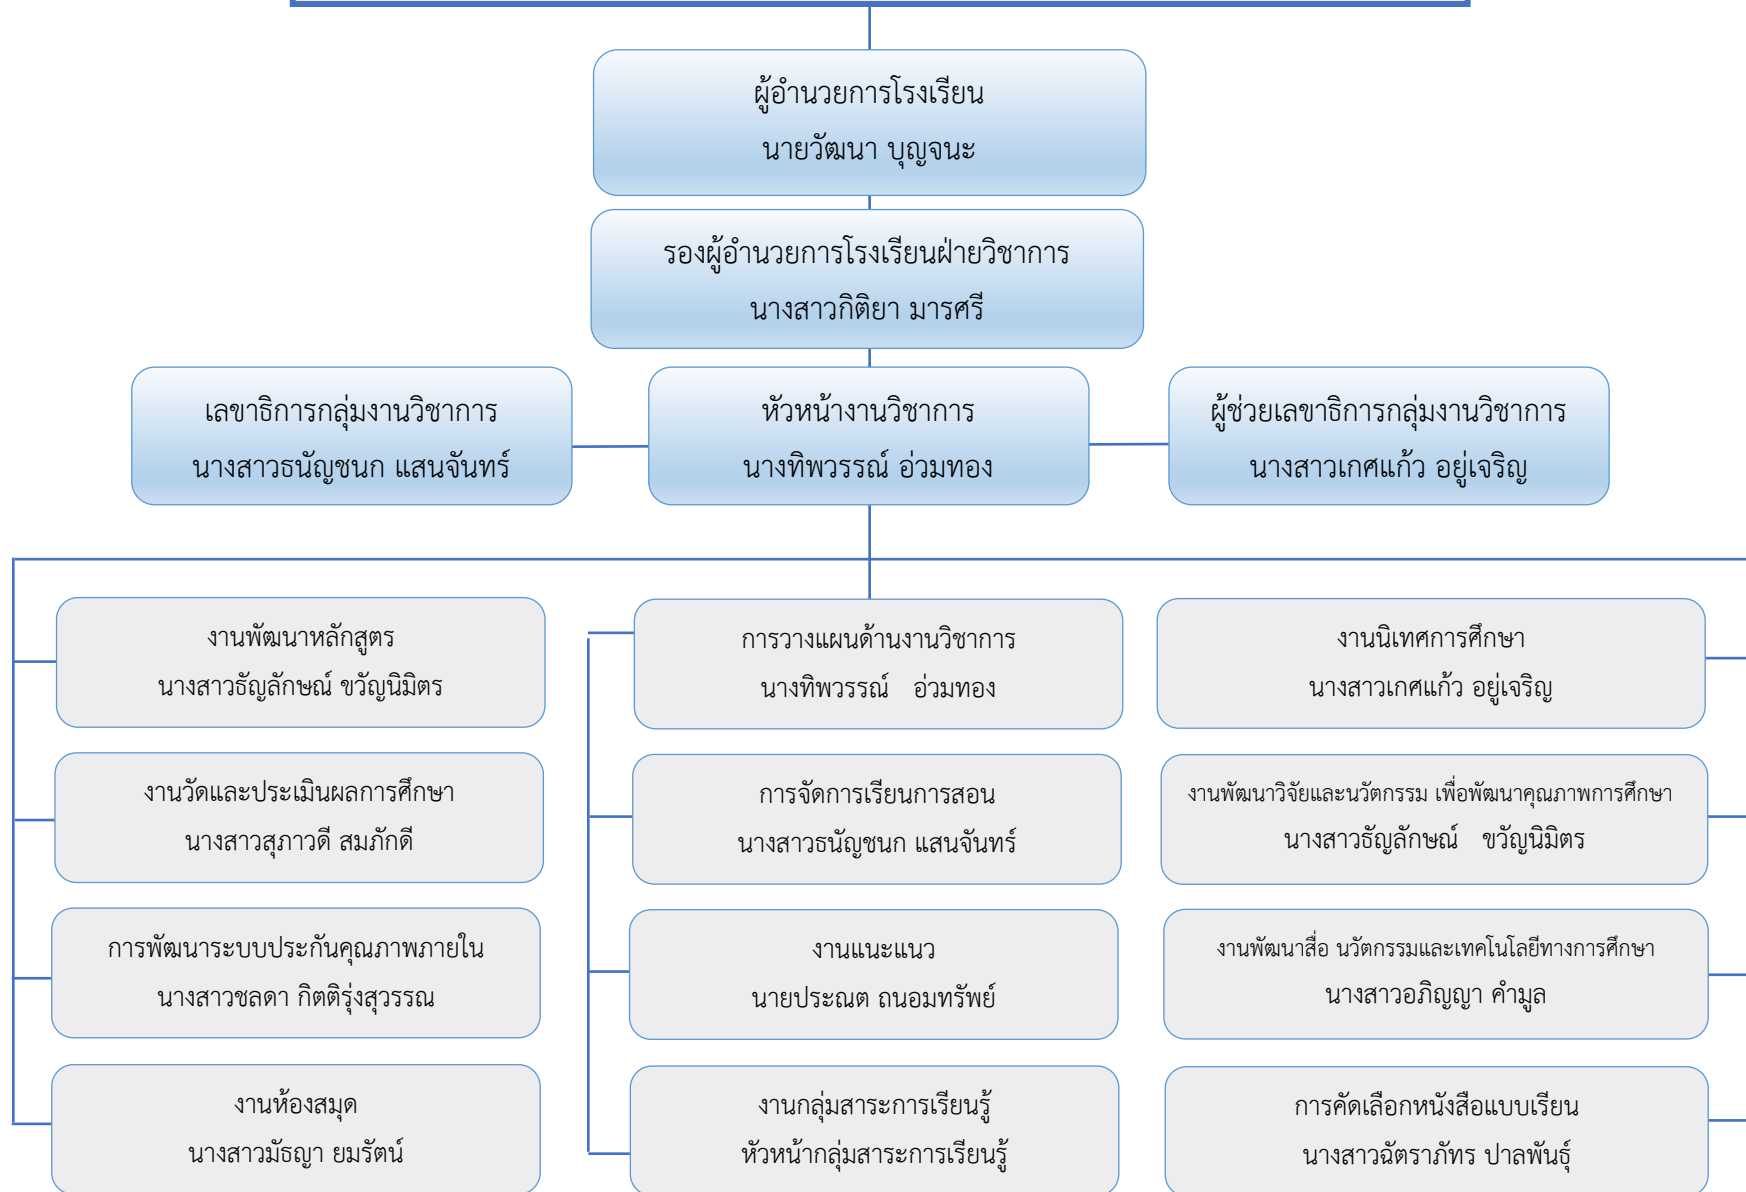 ผู้อำนวยการโรงเรียน
นายวัฒนา บุญจนะ
รองผู้อำนวยการโรงเรียนฝ่ายวิชาการ
นางสาวกิติยา มารศรี
เลขาธิการกลุ่มงานวิชาการ
นางสาวธนัญชนก แสนจันทร์
หัวหน้างานวิชาการ
นางทิพวรรณ์ อ่วมทอง
ผู้ช่วยเลขาธิการกลุ่มงานวิชาการ
นางสาวเกศแก้ว อยู่เจริญ
งานพัฒนาหลักสูตร
นางสาวธัญลักษณ์ ขวัญนิมิตร
การวางแผนด้านงานวิชาการ
นางทิพวรรณ์ อ่วมทอง
งานนิเทศการศึกษา
นางสาวเกศแก้ว อยู่เจริญ
งานวัดและประเมินผลการศึกษา
นางสาวสุภาวดี สมภักดี
การจัดการเรียนการสอน
นางสาวธนัญชนก แสนจันทร์
งานพัฒนาวิจัยและนวัตกรรม เพื่อพัฒนาคุณภาพการศึกษา
นางสาวธัญลักษณ์ ขวัญนิมิตร
การพัฒนาระบบประกันคุณภาพภายใน
นางสาวชลดา กิตติรุ่งสุวรรณ
งานแนะแนว
นายประณต ถนอมทรัพย์
งานพัฒนาสื่อ นวัตกรรมและเทคโนโลยีทางการศึกษา
นางสาวอภิญญา คำมูล
งานห้องสมุด
นางสาวมัธญา ยมรัตน์
งานกลุ่มสาระการเรียนรู้
หัวหน้ากลุ่มสาระการเรียนรู้
การคัดเลือกหนังสือแบบเรียน
นางสาวฉัตราภัทร ปาลพันธุ์